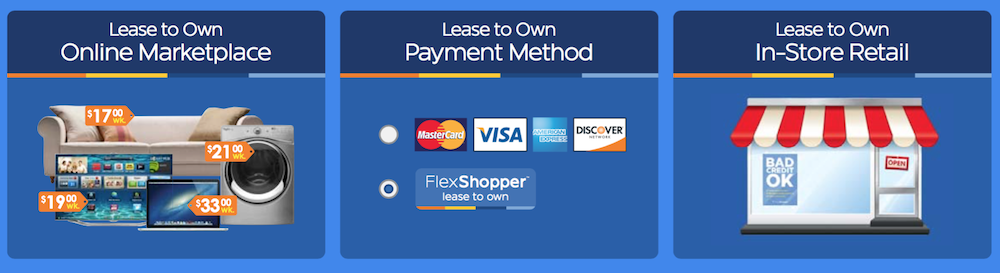 Lease to Own
Online Marketplace
$17 00 wk.
$21 00 wk.
$19 00 wk.
$33 00 wk.
Lease to Own
Payment Method
MasterCard
VISA
AMERICAN EXPRESS
DISCOVER
NETWORK
FlexShopper™
lease to own
Lease to Own
In-Store Retail
BAD
CREDIT
OK
OPEN